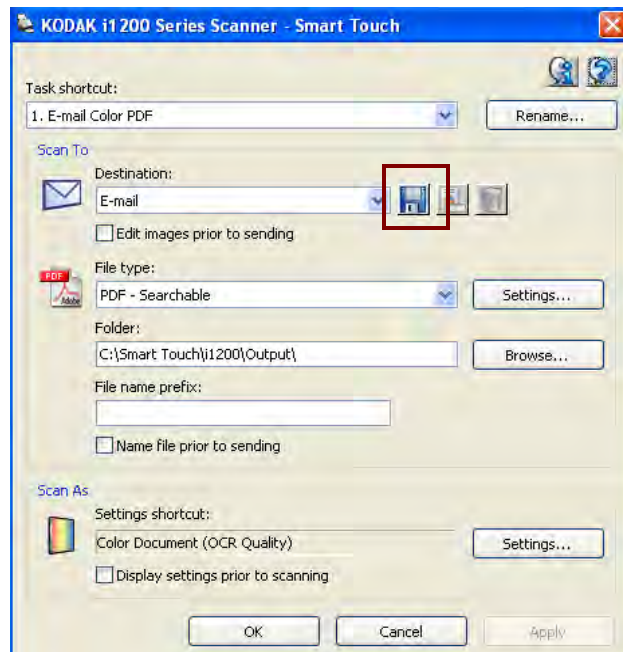 KODAK i1200 Series Scanner - Smart Touch
Task shortcut:
1. E-mail Color PDF
Rename...
Scan To
Destination:
E-mail
Edit images prior to sending
File type:
PDF
Adobe
PDF - Searchable
Settings...
Folder:
C:\Smart Touch\i1200\Output\
Browse...
File name prefix:
Name file prior to sending
Scan As
Settings shortcut:
Color Document (OCR Quality)
Settings...
Display settings prior to scanning
OK
Cancel
Apply